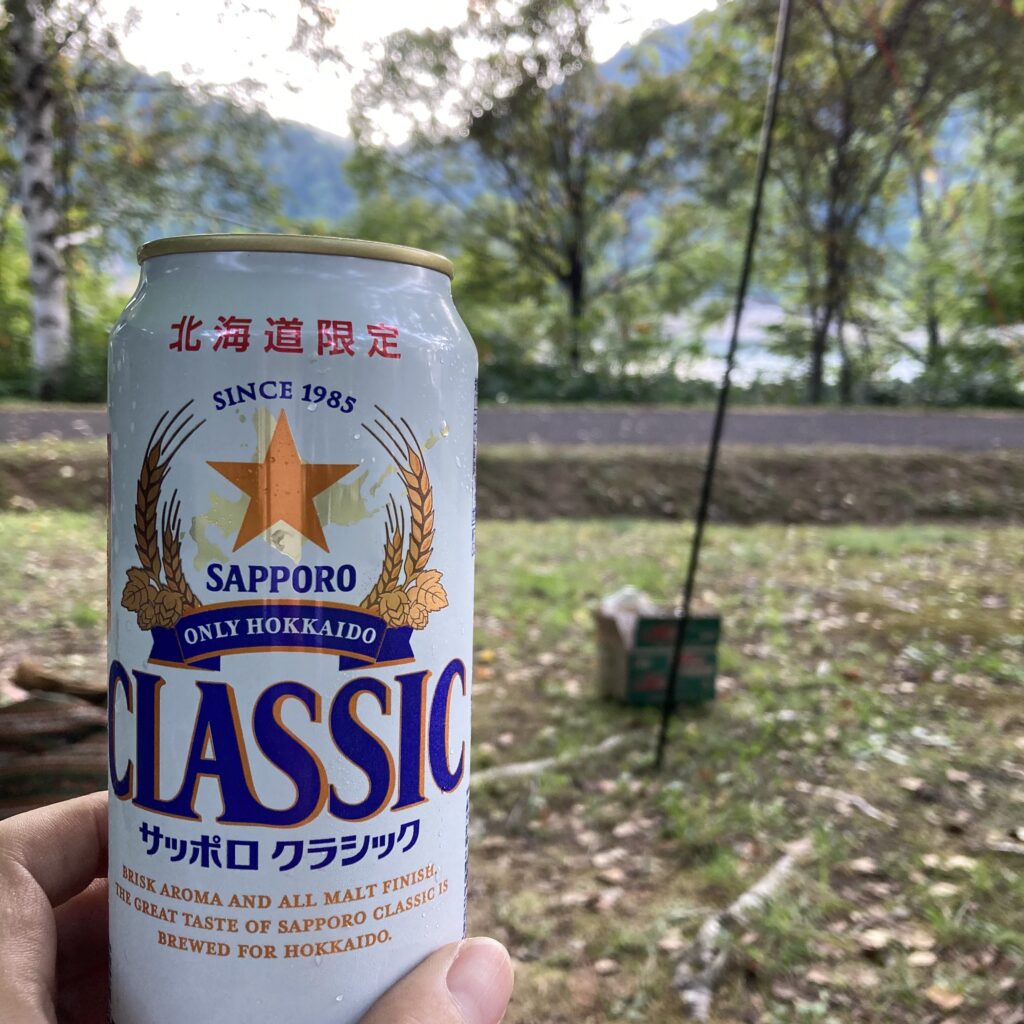 北海道限定
SINCE 1985
SAPPORO
ONLY HOKKAIDO
CLASSIC
サッポロ クラシック
BRISK AROMA AND ALL MALT FINISH,
THE GREAT TASTE OF SAPPORO CLASSIC IS
BREWED FOR HOKKAIDO.